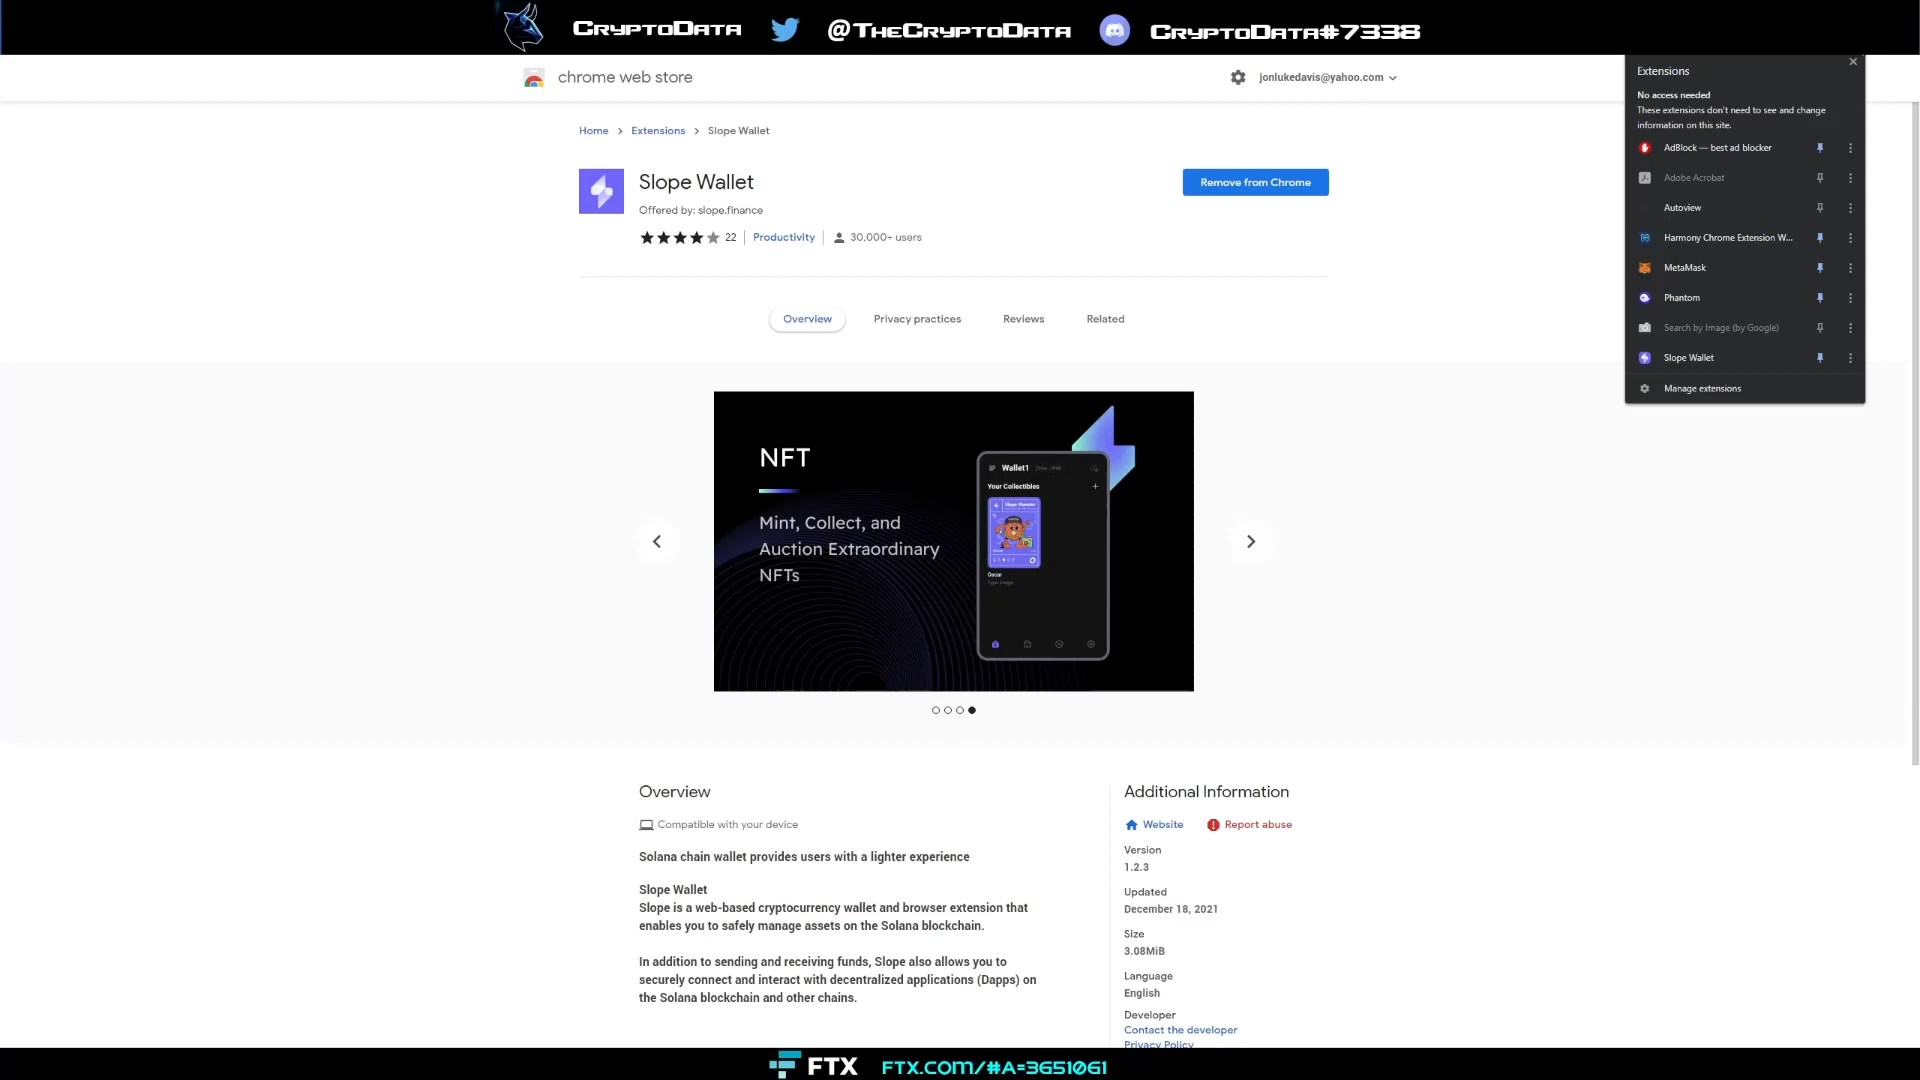 CryptoData
@TheCryptoData
CryptoData#7338
chrome web store
jonlukedavis@yahoo.com
Home
Extensions
Slope Wallet
Slope Wallet
Offered by: slope.finance
22
Productivity
30,000+ users
Remove from Chrome
Overview
Privacy practices
Reviews
Related
Extensions
No access needed
These extensions don't need to see and change
information on this site.
AdBlock — best ad blocker
Adobe Acrobat
Autoview
Harmony Chrome Extension W...
MetaMask
Phantom
Search by Image (by Google)
Slope Wallet
Manage extensions
NFT
Mint, Collect, and
Auction Extraordinary
NFTs
Wallet1
Your Collectibles
Oscar
Overview
Compatible with your device
Solana chain wallet provides users with a lighter experience
Slope Wallet
Slope is a web-based cryptocurrency wallet and browser extension that
enables you to safely manage assets on the Solana blockchain.
In addition to sending and receiving funds, Slope also allows you to
securely connect and interact with decentralized applications (Dapps) on
the Solana blockchain and other chains.
Additional Information
Website
Report abuse
Version
1.2.3
Updated
December 18, 2021
Size
3.08MiB
Language
English
Developer
Contact the developer
Privacy Policy
FTX
FTX.com/#a=3651061